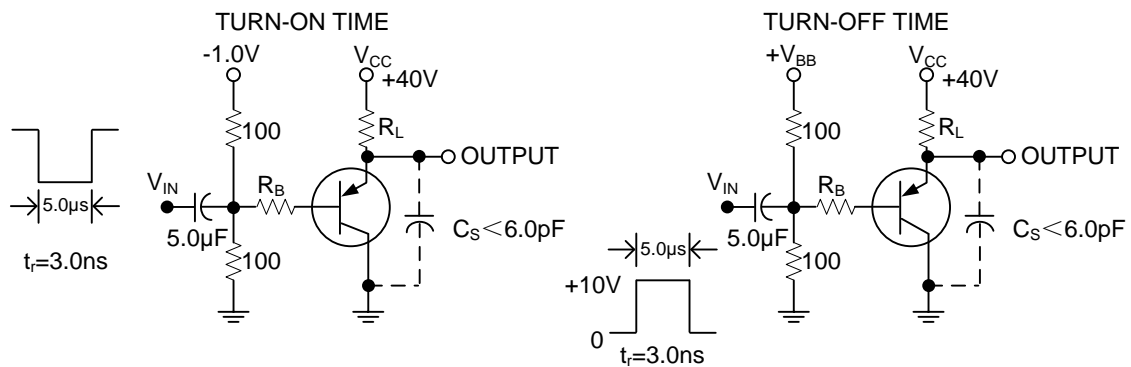 TURN-ON TIME
-1.0V
V_CC
+40V
100
R_L
OUTPUT
V_IN
R_B
5.0µs
5.0µF
C_S<6.0pF
100
t_r=3.0ns
TURN-OFF TIME
+V_BB
V_CC
+40V
100
R_L
OUTPUT
V_IN
R_B
5.0µF
C_S<6.0pF
5.0µs
100
+10V
0
t_r=3.0ns